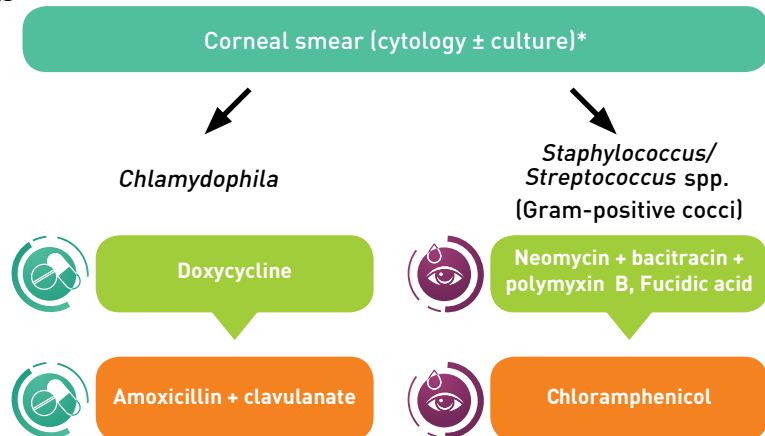 Corneal smear (cytology ± culture)*
Chlamydophila
Staphylococcus/
Streptococcus spp.
(Gram-positive cocci)
Doxycycline
Neomycin + bacitracin +
polymyxin B, Fucidic acid
Amoxicillin + clavulanate
Chloramphenicol